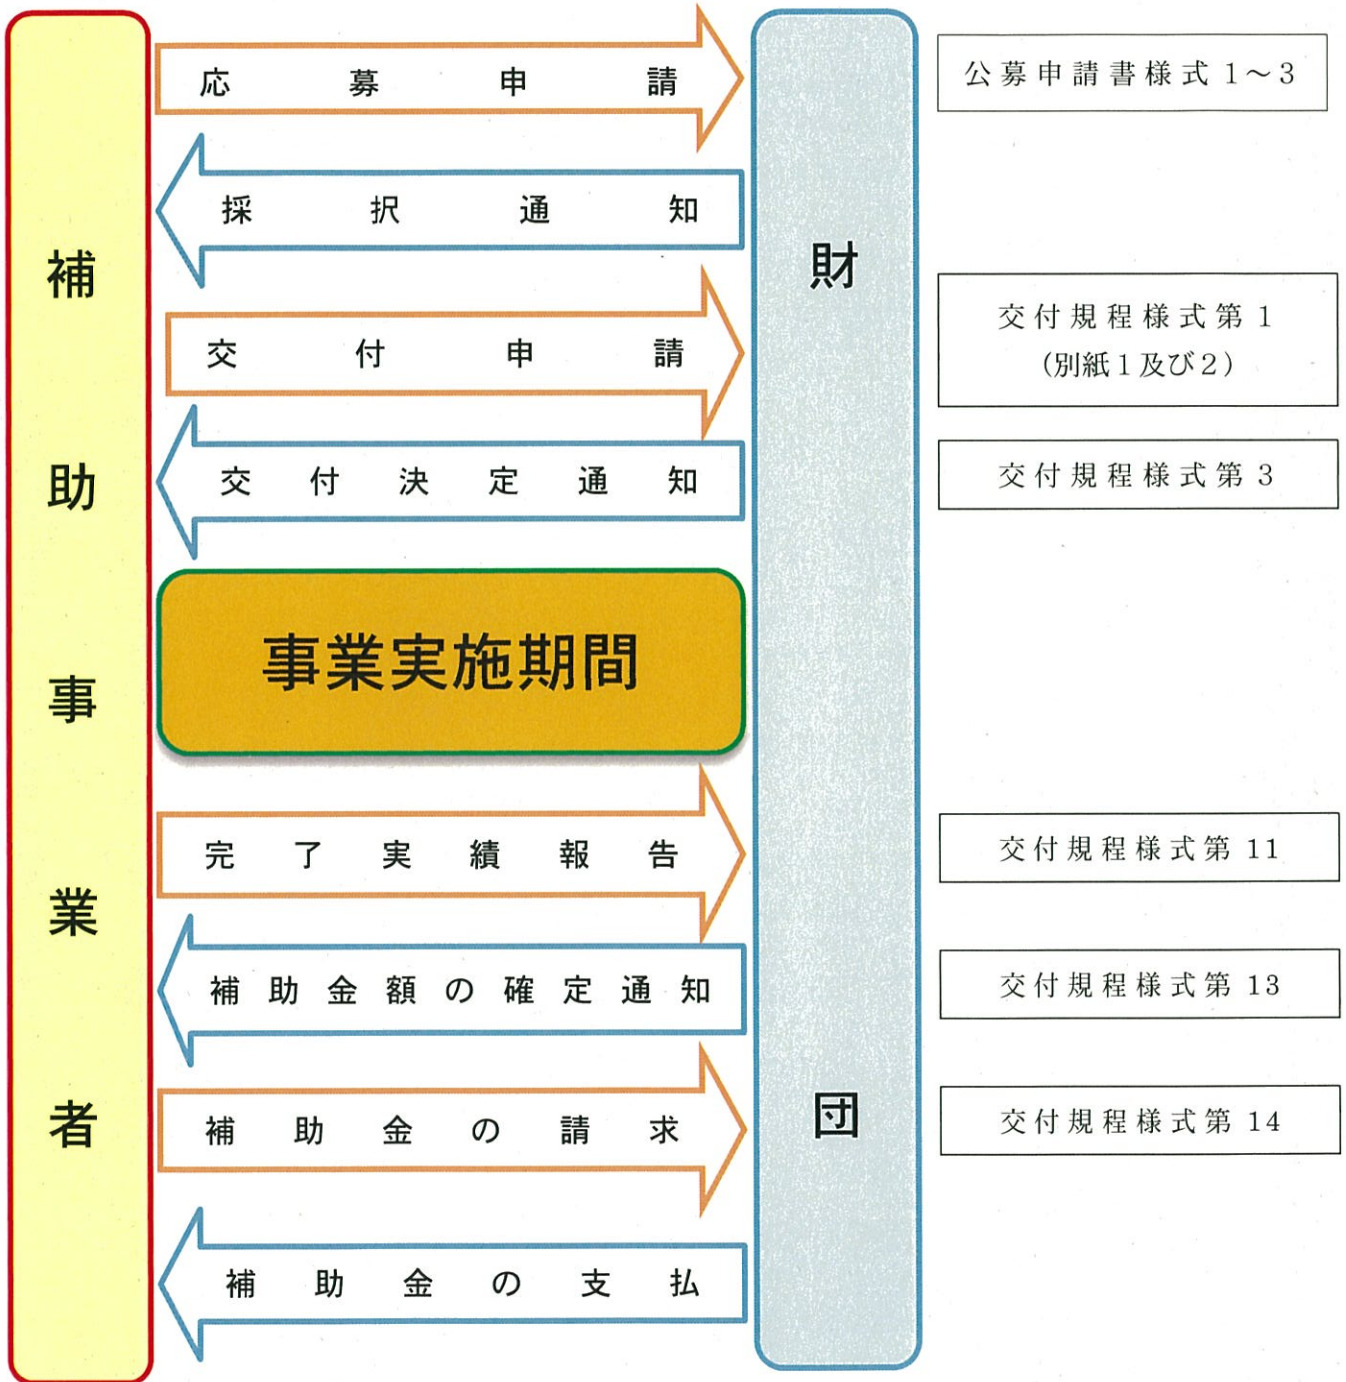 補助事業者
財団
応募申請
公募申請書様式1～3
採択通知
交付申請
交付規程様式第1
(別紙1及び2)
交付決定通知
交付規程様式第3
事業実施期間
完了実績報告
交付規程様式第11
補助金額の確定通知
交付規程様式第13
補助金の請求
交付規程様式第14
補助金の支払